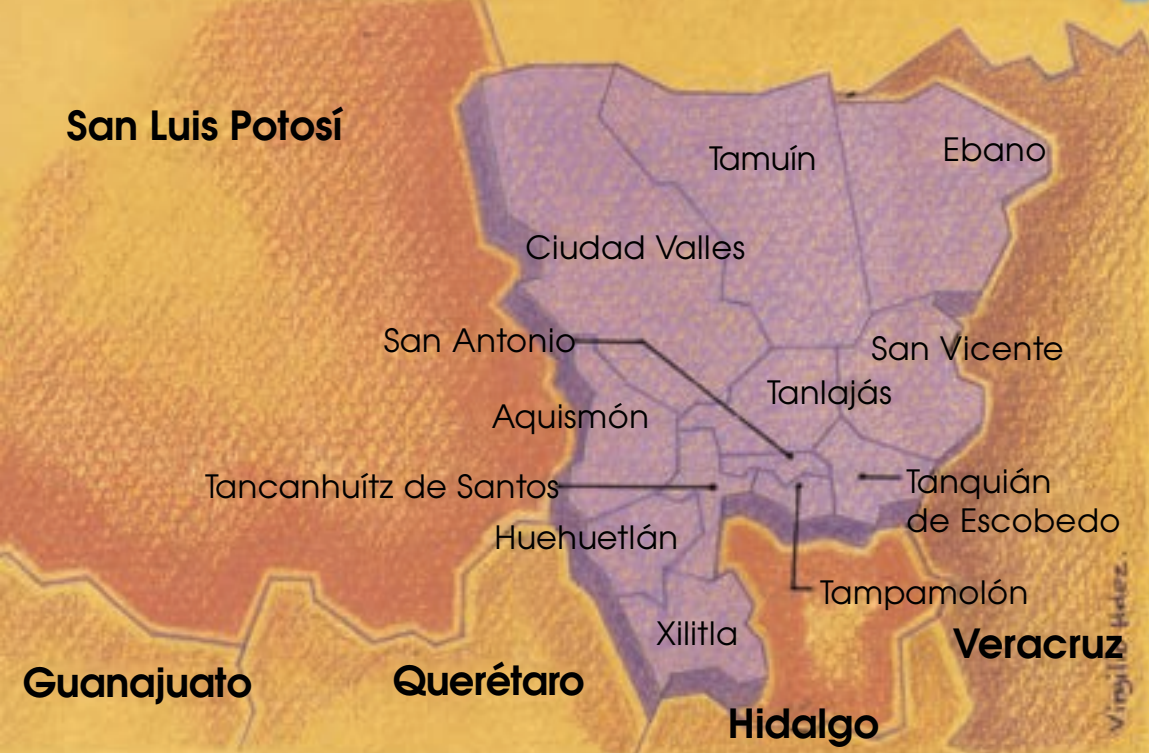 San Luis Potosí
Tamuín
Ebano
Ciudad Valles
San Antonio
San Vicente
Tanlajás
Aquismón
Tancanhuítz de Santos
Tanquián
de Escobedo
Huehuetlán
Tampamolón
Xilitla
Veracruz
Guanajuato
Querétaro
Hidalgo